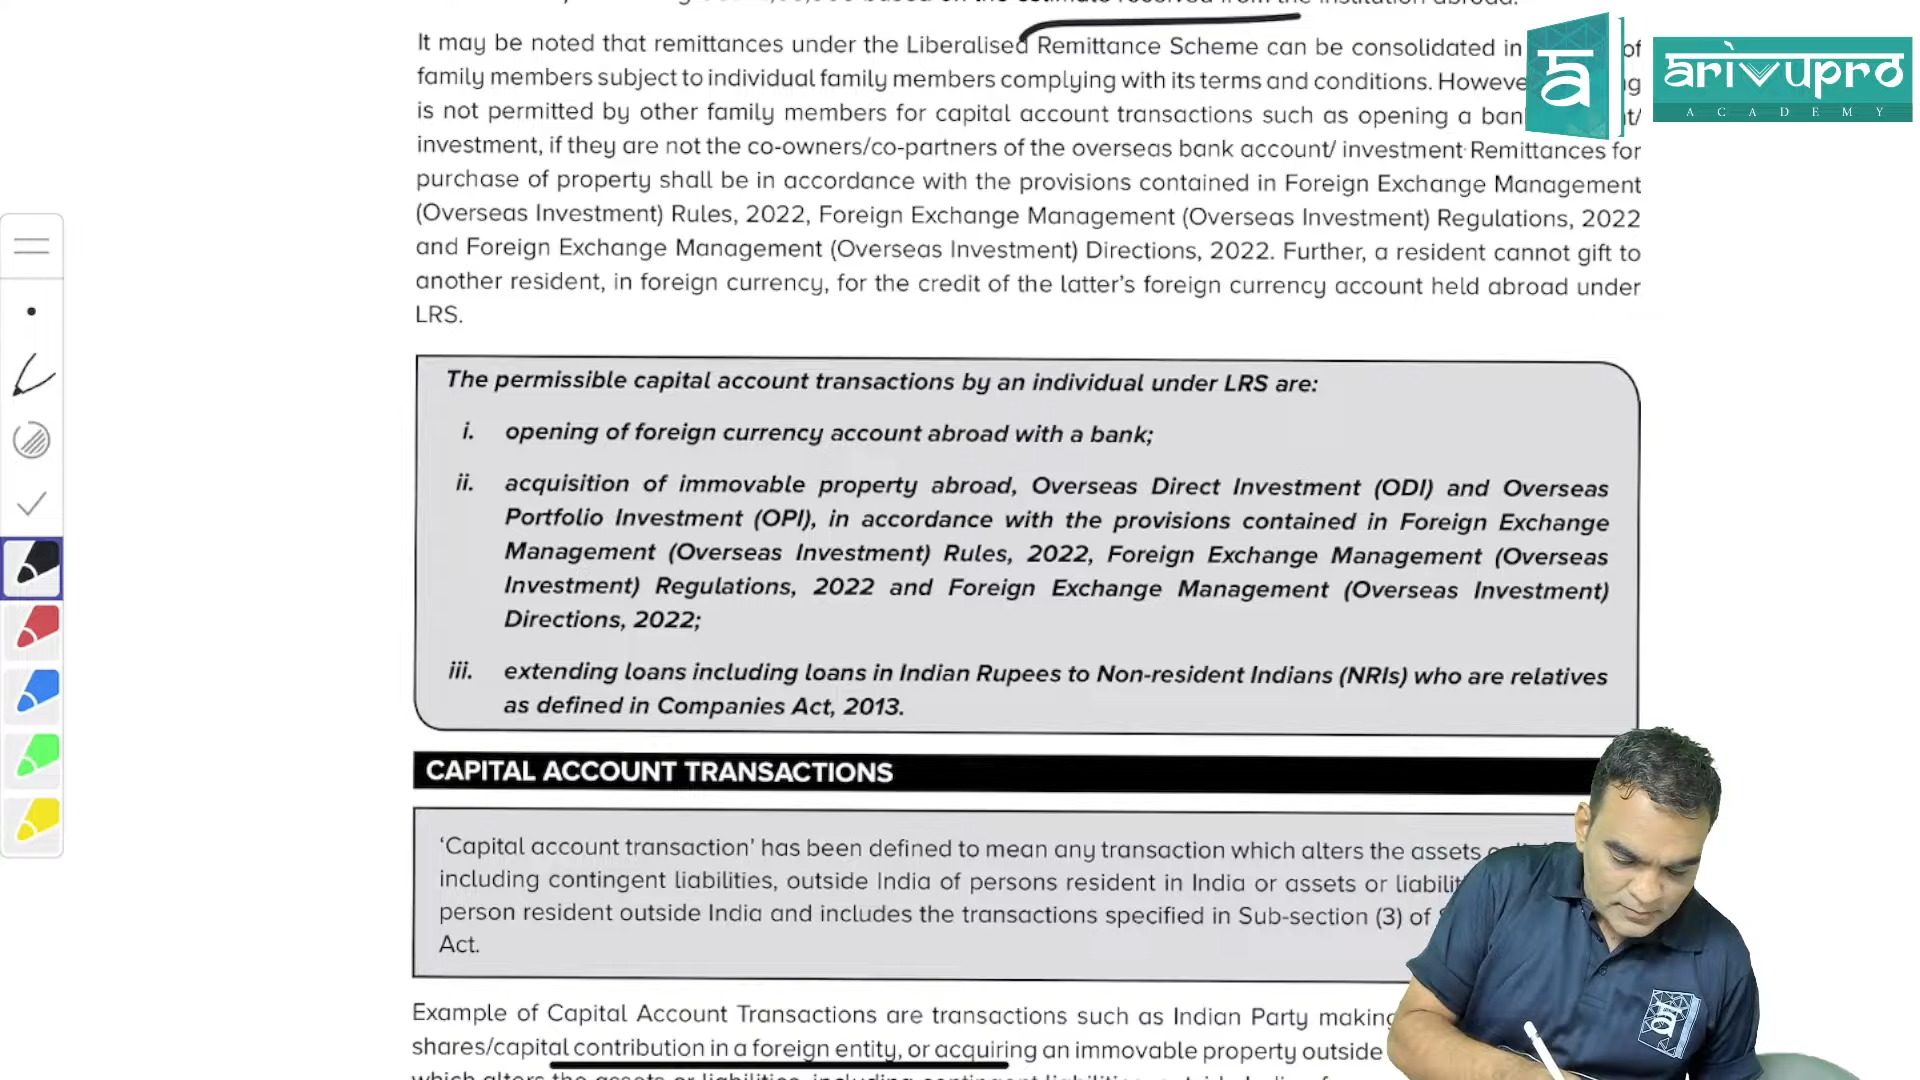 It may be noted that remittances under the Liberalised Remittance Scheme can be consolidated in of
family members subject to individual family members complying with its terms and conditions.
is not permitted by other family members for capital account transactions such as opening a
investment, if they are not the co-owners/co-partners of the overseas bank account/ investment Remittances for
purchase of property shall be in accordance with the provisions contained in Foreign Exchange Management
(Overseas Investment) Rules, 2022, Foreign Exchange Management (Overseas Investment) Regulations, 2022
and Foreign Exchange Management (Overseas Investment) Directions, 2022. Further, a resident cannot gift to
another resident, in foreign currency, for the credit of the latter's foreign currency account held abroad under
LRS.
arivupro
ACADEMY
The permissible capital account transactions by an individual under LRS are:
i. opening of foreign currency account abroad with a bank;
ii. acquisition of immovable property abroad, Overseas Direct Investment (ODI) and Overseas
Portfolio Investment (OPI), in accordance with the provisions contained in Foreign Exchange
Management (Overseas Investment) Rules, 2022, Foreign Exchange Management (Overseas
Investment) Regulations, 2022 and Foreign Exchange Management (Overseas Investment)
Directions, 2022;
iii. extending loans including loans in Indian Rupees to Non-resident Indians (NRIs) who are relatives
as defined in Companies Act, 2013.
CAPITAL ACCOUNT TRANSACTIONS
'Capital account transaction' has been defined to mean any transaction which alters the assets
including contingent liabilities, outside India of persons resident in India or assets or
person resident outside India and includes the transactions specified in Sub-section (3) of
Act.
Example of Capital Account Transactions are transactions such as Indian Party
shares/capital contribution in a foreign entity, or acquiring an immovable property outside